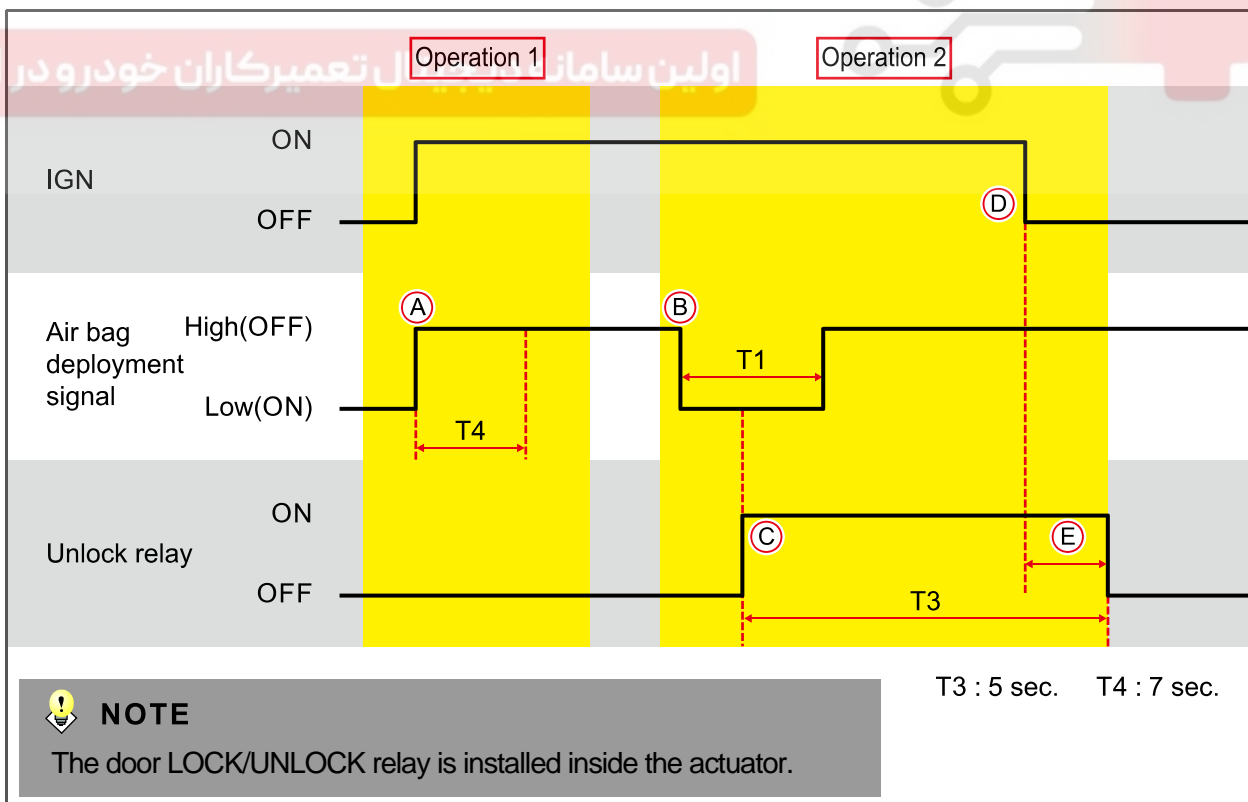 اولین سامانه دیجیتال تعمیرکاران خودرو در
Operation 1
Operation 2
IGN
ON
OFF
D
Air bag
deployment
signal
High(OFF)
Low(ON)
A
B
T1
T4
Unlock relay
ON
OFF
C
E
T3
T3 : 5 sec. T4 : 7 sec.
NOTE
The door LOCK/UNLOCK relay is installed inside the actuator.